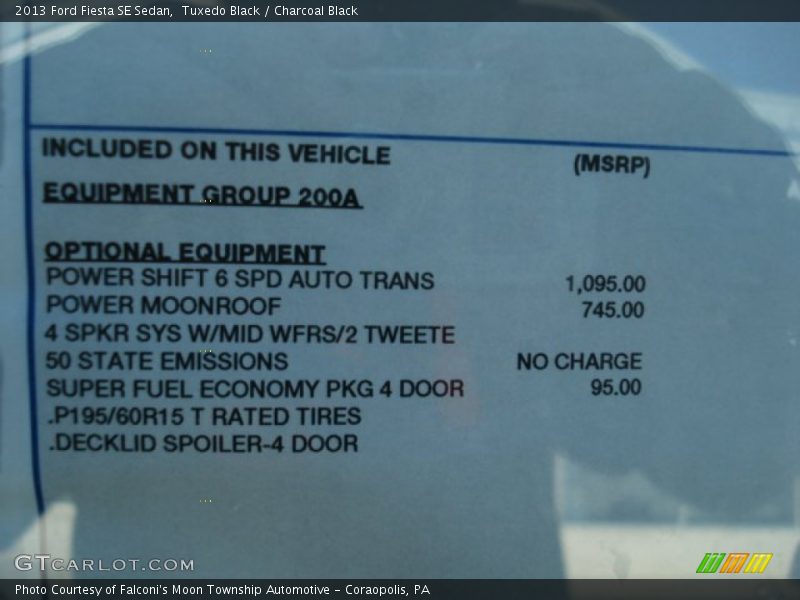 2013 Ford Fiesta SE Sedan, Tuxedo Black / Charcoal Black
INCLUDED ON THIS VEHICLE (MSRP)
EQUIPMENT GROUP 200A
OPTIONAL EQUIPMENT
POWER SHIFT 6 SPD AUTO TRANS 1,095.00
POWER MOONROOF 745.00
4 SPKR SYS W/MID WFRS/2 TWEETE
50 STATE EMISSIONS NO CHARGE
SUPER FUEL ECONOMY PKG 4 DOOR 95.00
.P195/60R15 T RATED TIRES
.DECKLID SPOILER-4 DOOR
GTCARLOT.COM
Photo Courtesy of Falconi's Moon Township Automotive - Coraopolis, PA